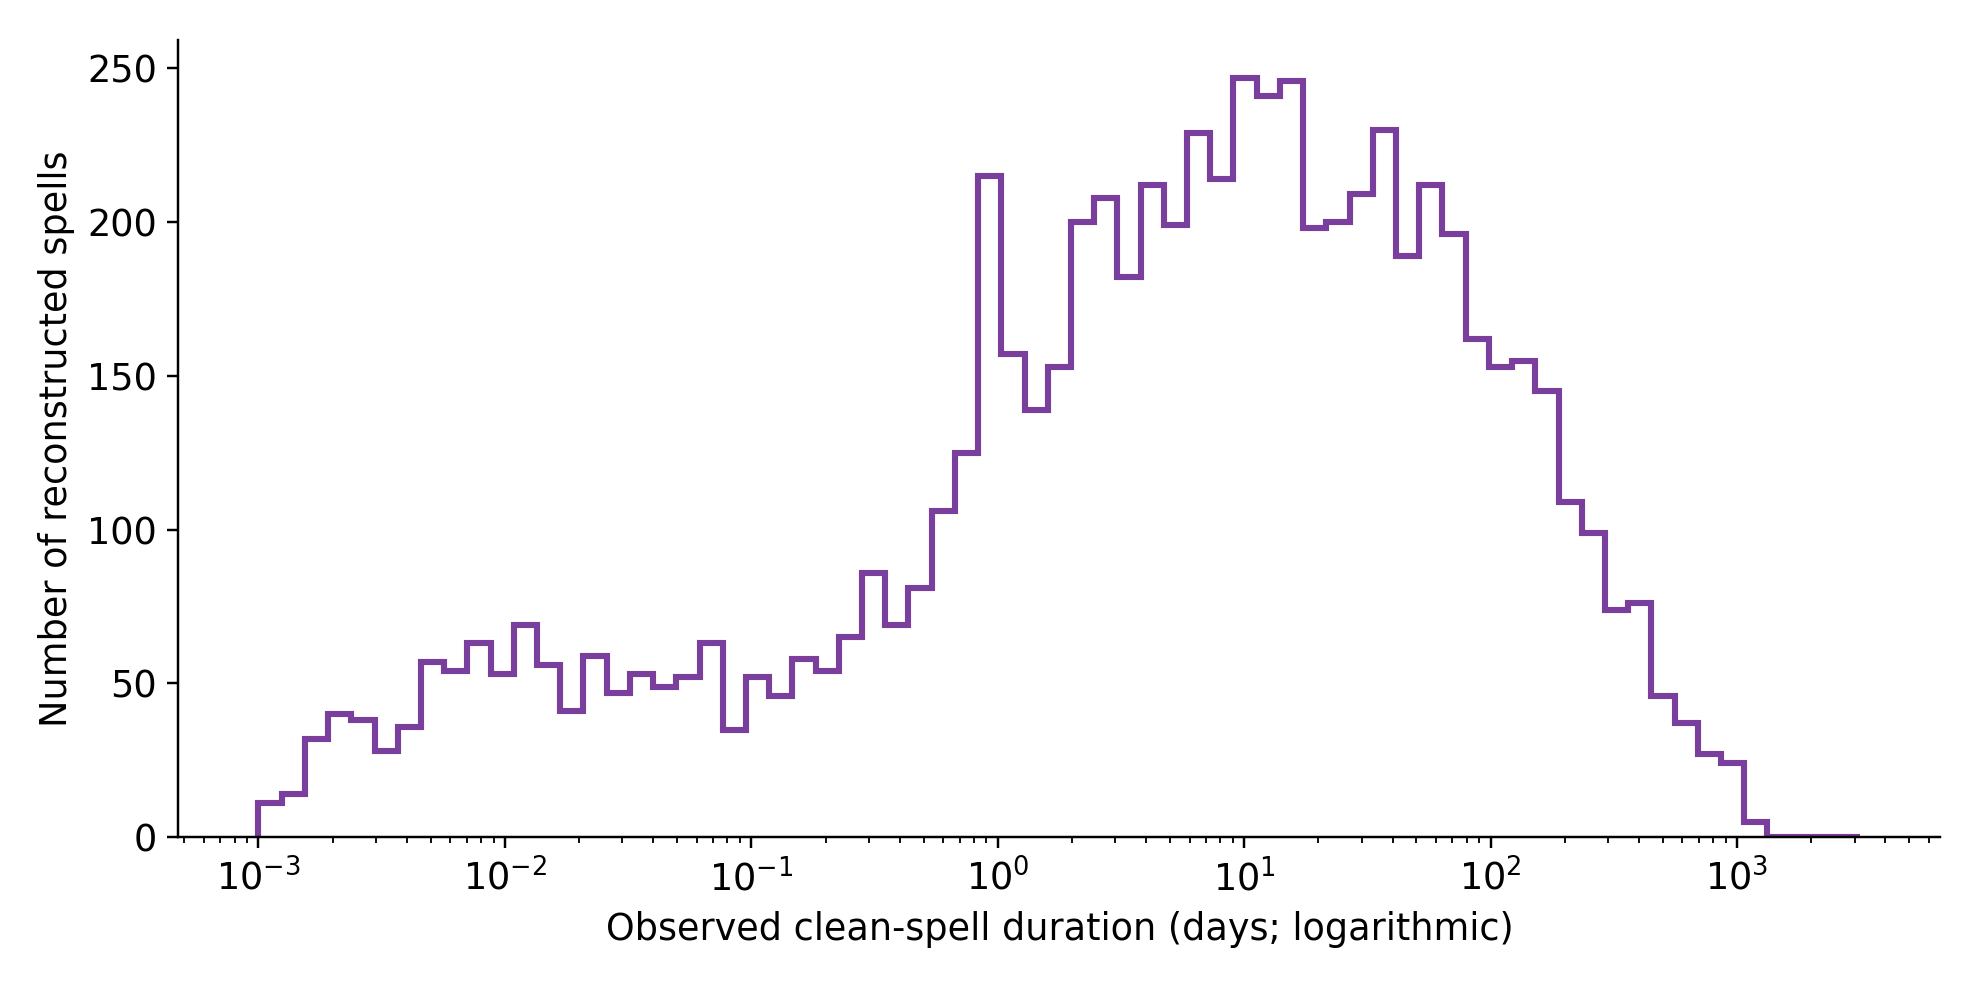 Number of reconstructed spells
250
200
150
100
50
0
10⁻³ 10⁻² 10⁻¹ 10⁰ 10¹ 10² 10³
Observed clean-spell duration (days; logarithmic)